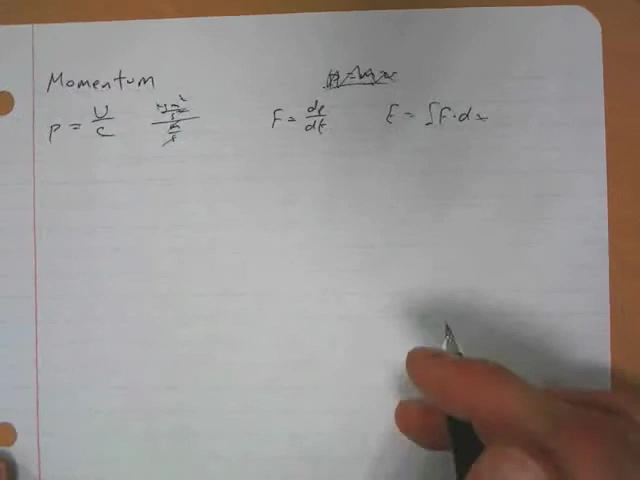 Momentum
p = U/c F = dp/dt E = ∫F·dx